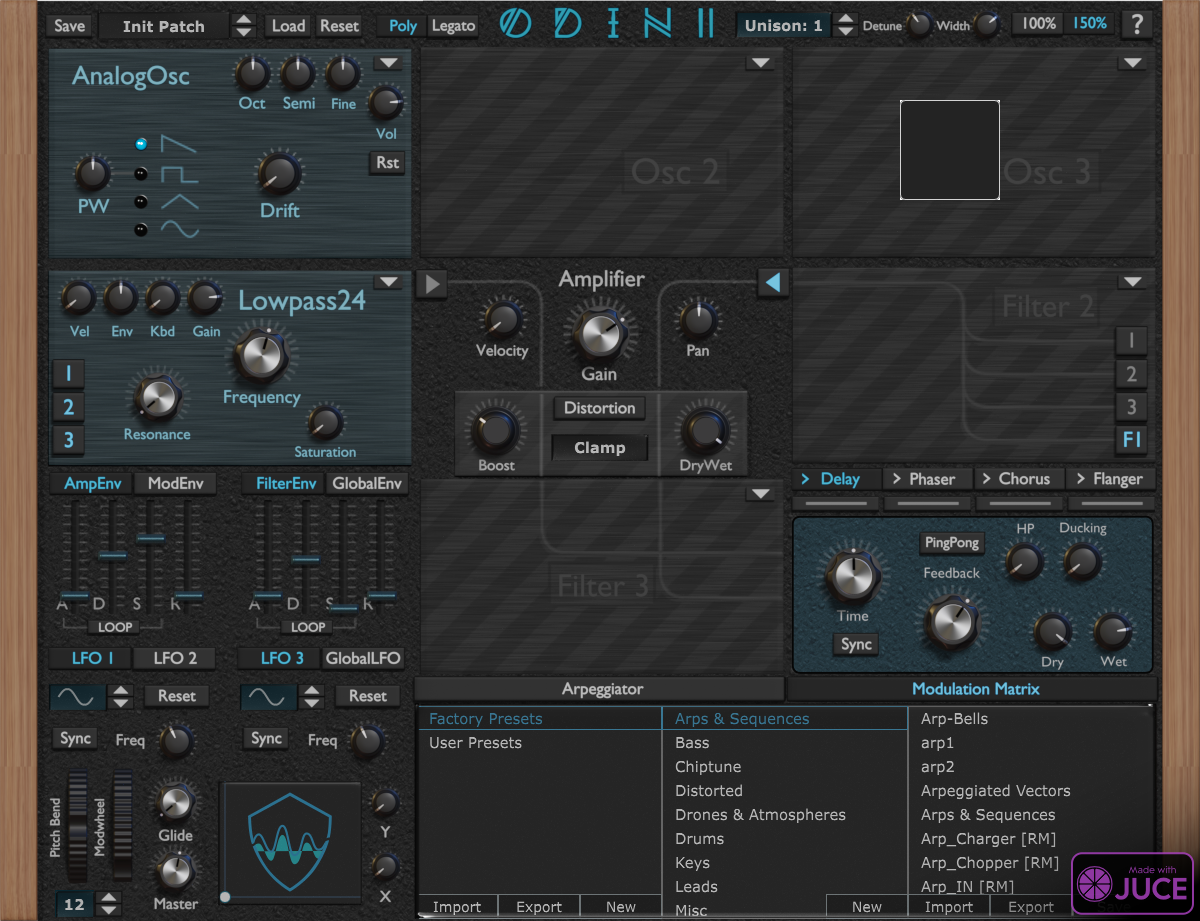 Save Init Patch Load Reset Poly Legato ODIN II Unison: 1 Detune Width 100% 150% ?
AnalogOsc
Oct Semi Fine
Vol
Rst
PW
Drift
Osc 2
Osc 3
Vel Env Kbd Gain
Lowpass24
Frequency
1
2
3
Resonance
Saturation
Amplifier
Velocity
Gain
Pan
Distortion
Clamp
Boost
DryWet
Filter 2
1
2
3
FI
AmpEnv ModEnv FilterEnv GlobalEnv
A D S R
LOOP
A D S R
LOOP
Filter 3
> Delay > Phaser > Chorus > Flanger
PingPong
HP Ducking
Feedback
Time
Sync
Dry Wet
LFO 1 LFO 2 LFO 3 GlobalLFO
Reset Reset
Sync Freq Sync Freq
Pitch Bend
Modwheel
Glide
Master
12
Y
X
Arpeggiator Modulation Matrix
Factory Presets
User Presets
Import Export New
Arps & Sequences
Bass
Chiptune
Distorted
Drones & Atmospheres
Drums
Keys
Leads
Misc
New
Arp-Bells
arp1
arp2
Arpeggiated Vectors
Arps & Sequences
Arp_Charger [RM]
Arp_Chopper [RM]
Arp_IN [RM]
Import Export
Made with
JUCE